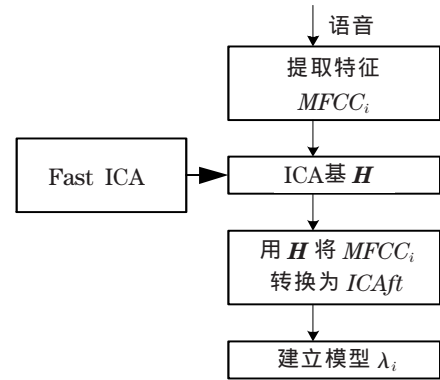 语音
提取特征
MFCCi
Fast ICA
ICA基 H
用 H 将 MFCCi
转换为 ICAft
建立模型 λi